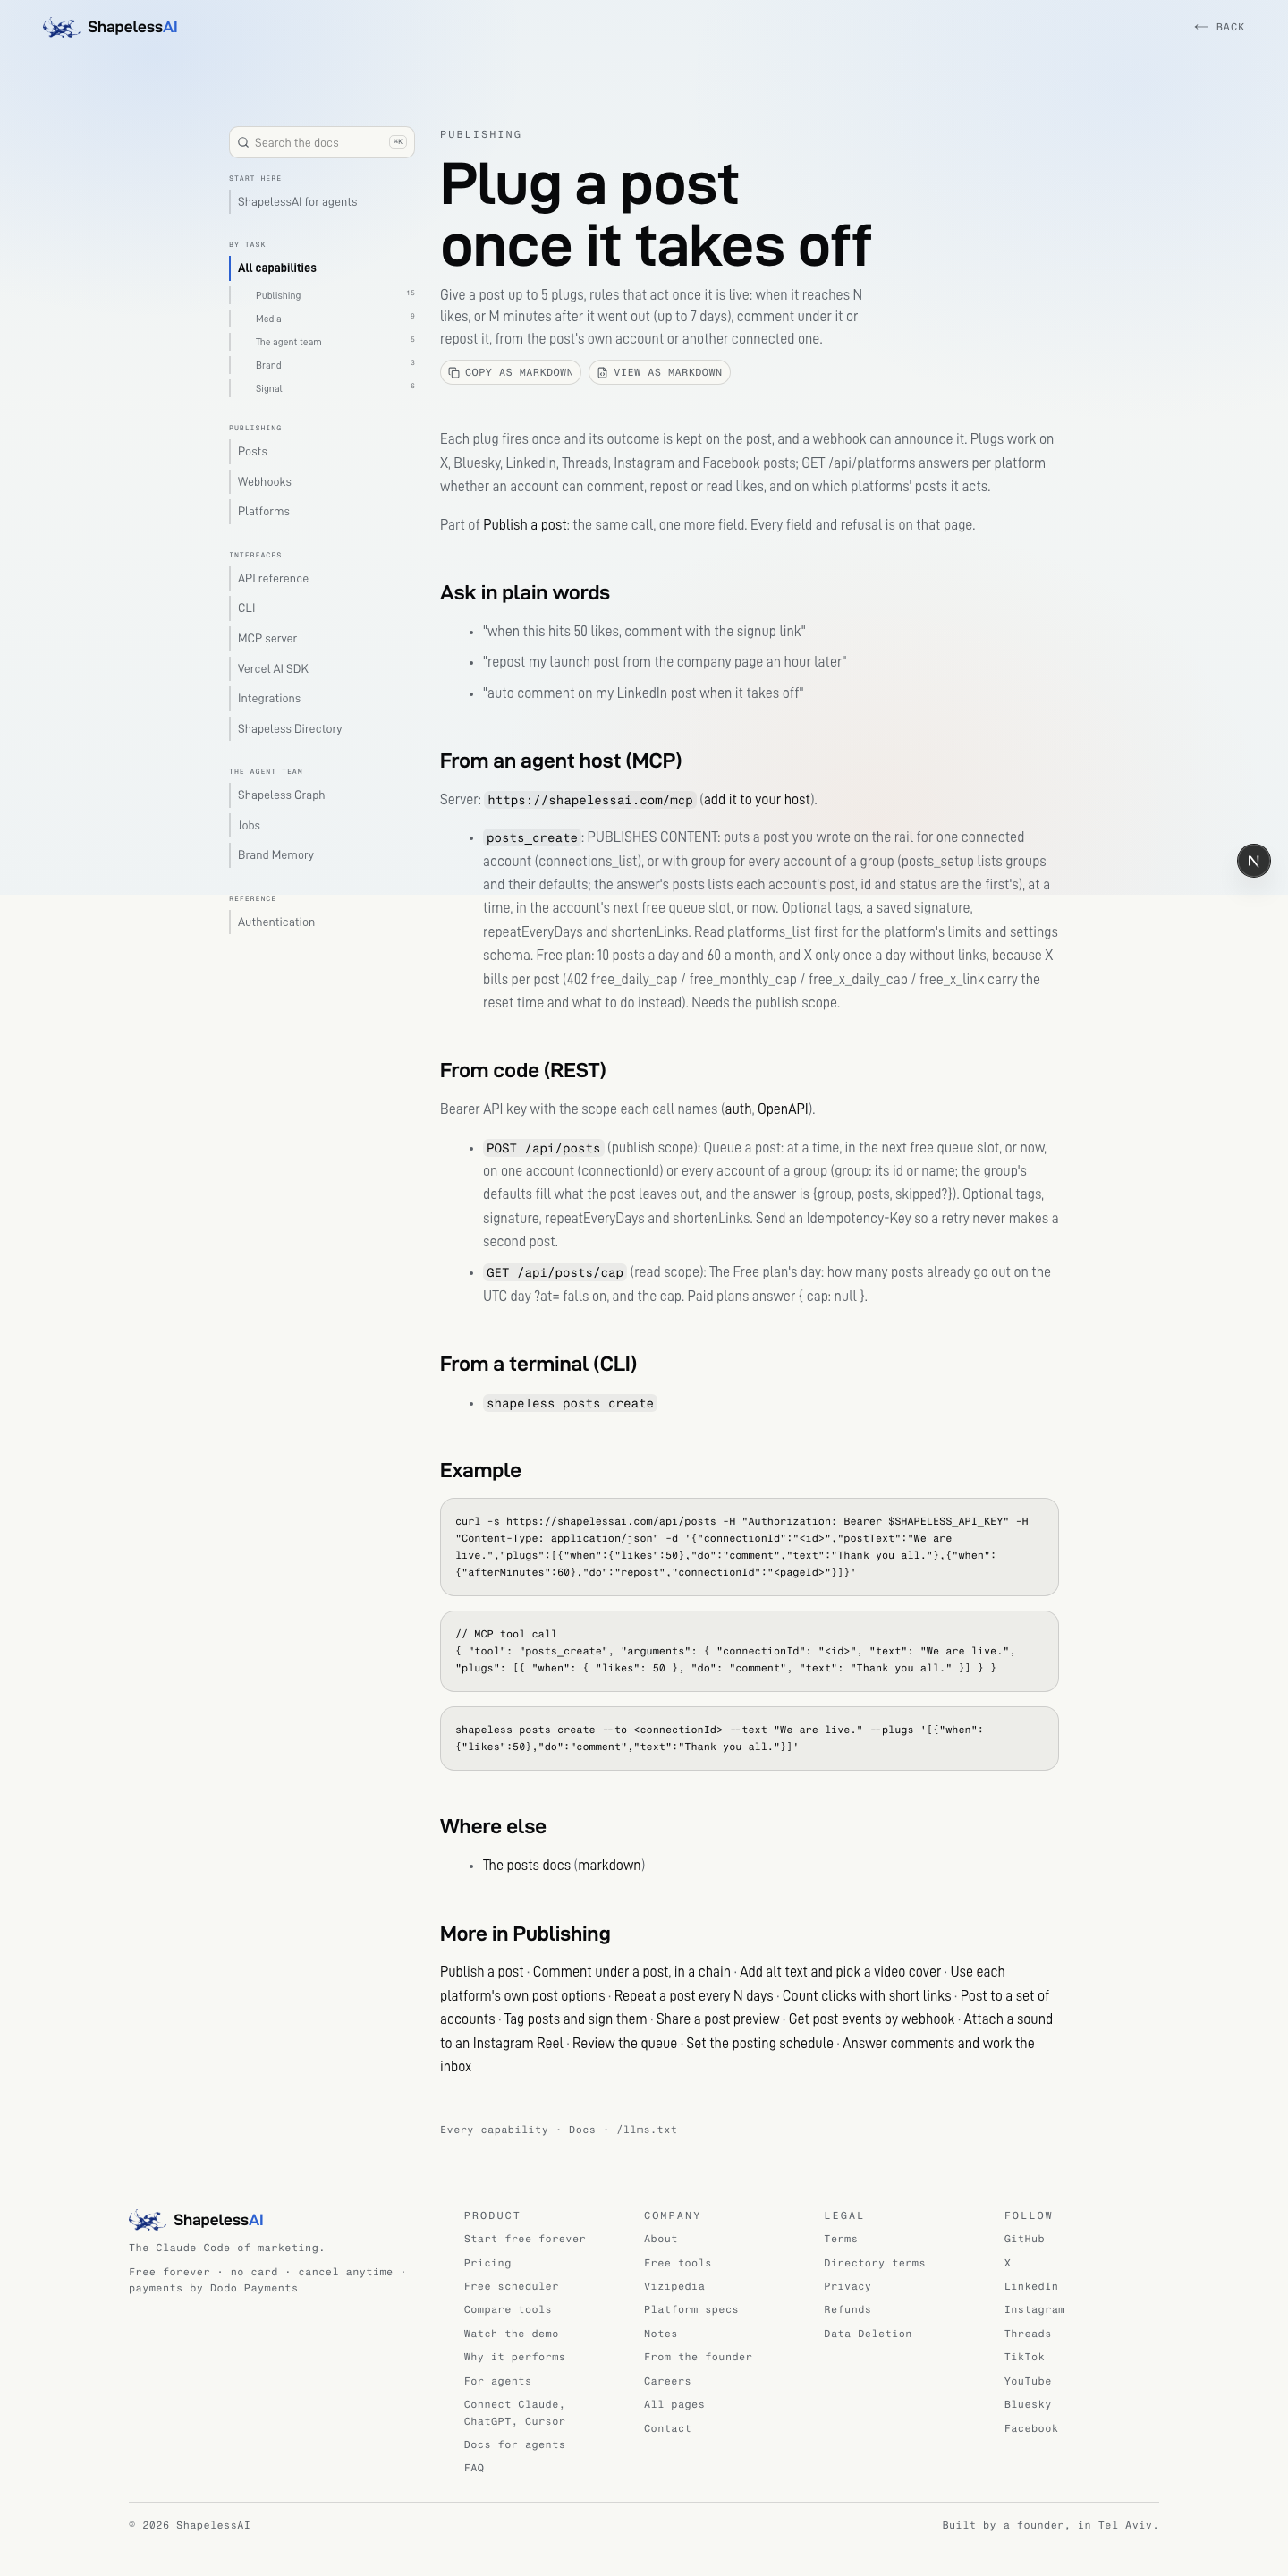 ShapelessAI
← BACK
Search the docs
⌘K
START HERE
ShapelessAI for agents
BY TASK
All capabilities
Publishing 15
Media 9
The agent team 5
Brand 3
Signal 6
PUBLISHING
Posts
Webhooks
Platforms
INTERFACES
API reference
CLI
MCP server
Vercel AI SDK
Integrations
Shapeless Directory
THE AGENT TEAM
Shapeless Graph
Jobs
Brand Memory
REFERENCE
Authentication
PUBLISHING
Plug a post
once it takes off
Give a post up to 5 plugs, rules that act once it is live: when it reaches N
likes, or M minutes after it went out (up to 7 days), comment under it or
repost it, from the post's own account or another connected one.
COPY AS MARKDOWN
VIEW AS MARKDOWN
Each plug fires once and its outcome is kept on the post, and a webhook can announce it. Plugs work on
X, Bluesky, LinkedIn, Threads, Instagram and Facebook posts; GET /api/platforms answers per platform
whether an account can comment, repost or read likes, and on which platforms' posts it acts.
Part of Publish a post: the same call, one more field. Every field and refusal is on that page.
Ask in plain words
• "when this hits 50 likes, comment with the signup link"
• "repost my launch post from the company page an hour later"
• "auto comment on my LinkedIn post when it takes off"
From an agent host (MCP)
Server: https://shapelessai.com/mcp (add it to your host).
• posts_create: PUBLISHES CONTENT: puts a post you wrote on the rail for one connected
account (connections_list), or with group for every account of a group (posts_setup lists groups
and their defaults; the answer's posts lists each account's post, id and status are the first's), at a
time, in the account's next free queue slot, or now. Optional tags, a saved signature,
repeatEveryDays and shortenLinks. Read platforms_list first for the platform's limits and settings
schema. Free plan: 10 posts a day and 60 a month, and X only once a day without links, because X
bills per post (402 free_daily_cap / free_monthly_cap / free_x_daily_cap / free_x_link carry the
reset time and what to do instead). Needs the publish scope.
N
From code (REST)
Bearer API key with the scope each call names (auth, OpenAPI).
• POST /api/posts (publish scope): Queue a post: at a time, in the next free queue slot, or now,
on one account (connectionId) or every account of a group (group: its id or name; the group's
defaults fill what the post leaves out, and the answer is {group, posts, skipped?}). Optional tags,
signature, repeatEveryDays and shortenLinks. Send an Idempotency-Key so a retry never makes a
second post.
• GET /api/posts/cap (read scope): The Free plan's day: how many posts already go out on the
UTC day ?at= falls on, and the cap. Paid plans answer { cap: null }.
From a terminal (CLI)
• shapeless posts create
Example
curl -s https://shapelessai.com/api/posts -H "Authorization: Bearer $SHAPELESS_API_KEY" -H
"Content-Type: application/json" -d '{"connectionId":"<id>","postText":"We are
live.","plugs":[{"when":{"likes":50},"do":"comment","text":"Thank you all."},{"when":
{"afterMinutes":60},"do":"repost","connectionId":"<pageId>"}]}'
// MCP tool call
{ "tool": "posts_create", "arguments": { "connectionId": "<id>", "text": "We are live.",
"plugs": [{ "when": { "likes": 50 }, "do": "comment", "text": "Thank you all." }] } }
shapeless posts create --to <connectionId> --text "We are live." --plugs '[{"when":
{"likes":50},"do":"comment","text":"Thank you all."}]'
Where else
• The posts docs (markdown)
More in Publishing
Publish a post · Comment under a post, in a chain · Add alt text and pick a video cover · Use each
platform's own post options · Repeat a post every N days · Count clicks with short links · Post to a set of
accounts · Tag posts and sign them · Share a post preview · Get post events by webhook · Attach a sound
to an Instagram Reel · Review the queue · Set the posting schedule · Answer comments and work the
inbox
Every capability · Docs · /llms.txt
ShapelessAI
The Claude Code of marketing.
Free forever · no card · cancel anytime ·
payments by Dodo Payments
PRODUCT
Start free forever
Pricing
Free scheduler
Compare tools
Watch the demo
Why it performs
For agents
Connect Claude,
ChatGPT, Cursor
Docs for agents
FAQ
COMPANY
About
Free tools
Vizipedia
Platform specs
Notes
From the founder
Careers
All pages
Contact
LEGAL
Terms
Directory terms
Privacy
Refunds
Data Deletion
FOLLOW
GitHub
X
LinkedIn
Instagram
Threads
TikTok
YouTube
Bluesky
Facebook
© 2026 ShapelessAI
Built by a founder, in Tel Aviv.